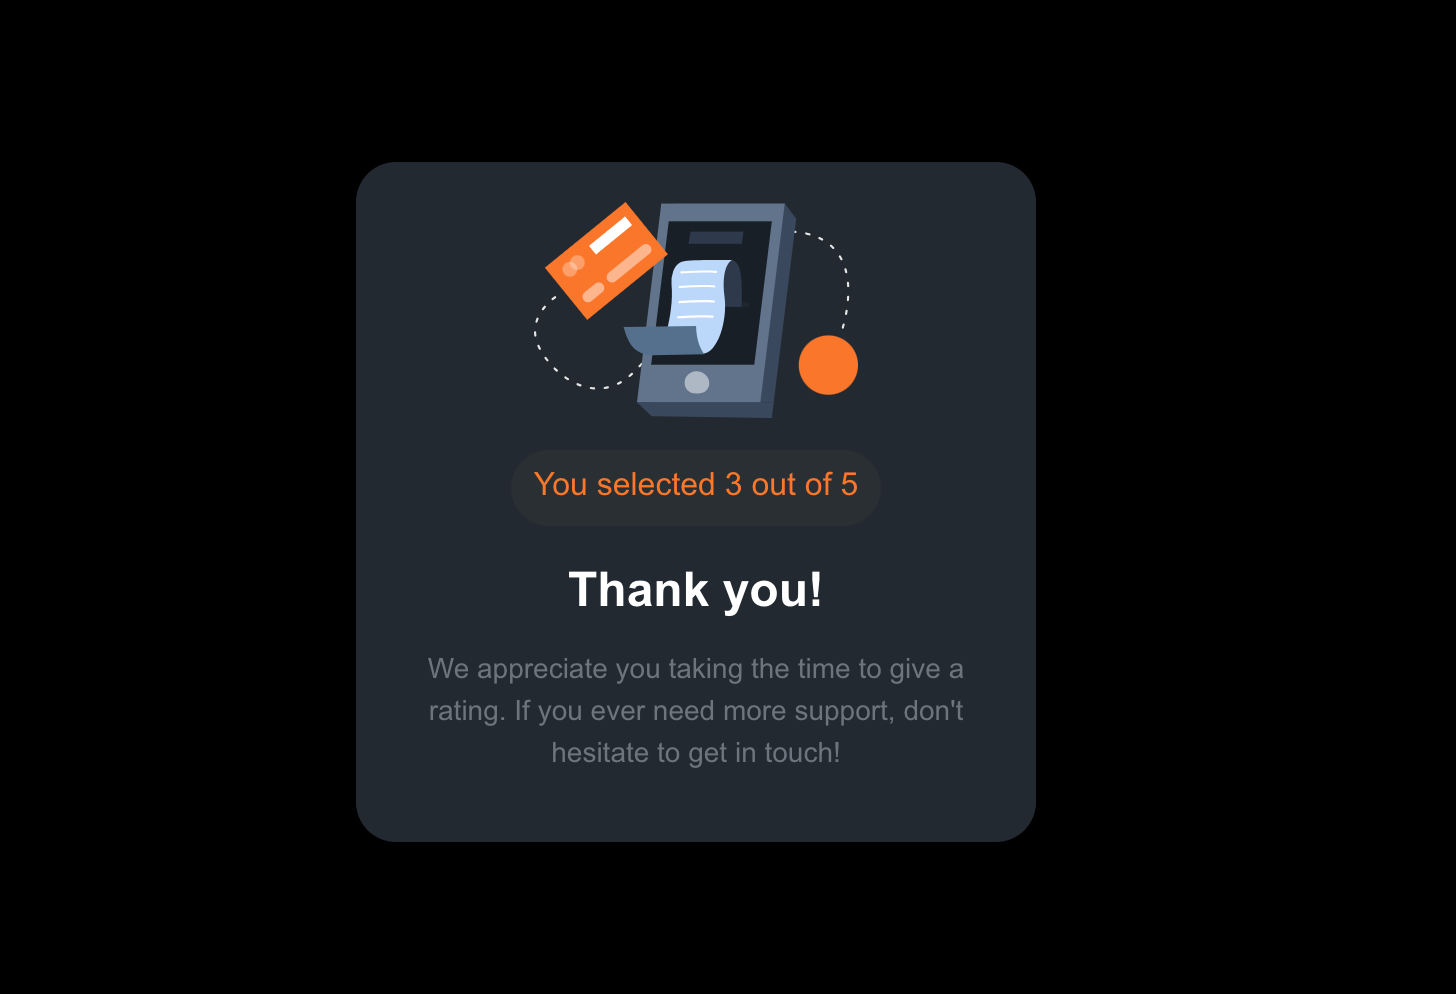 You selected 3 out of 5
Thank you!
We appreciate you taking the time to give a
rating. If you ever need more support, don't
hesitate to get in touch!